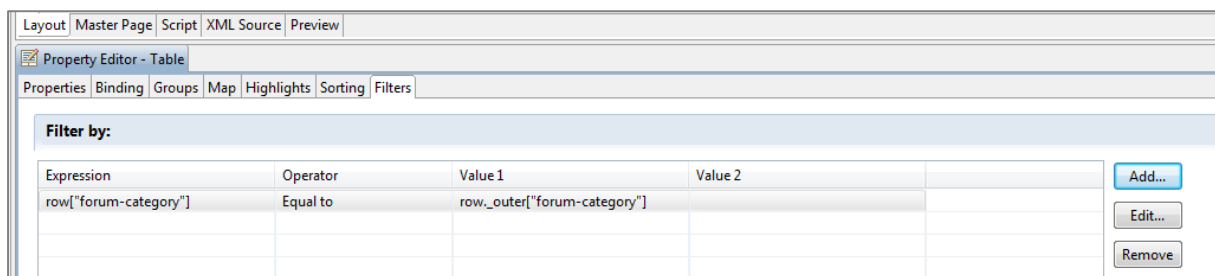 Layout Master Page Script XML Source Preview
Property Editor - Table
Properties Binding Groups Map Highlights Sorting Filters
Filter by:
Expression Operator Value 1 Value 2
Add...
row["forum-category"] Equal to row._outer["forum-category"]
Edit...
Remove